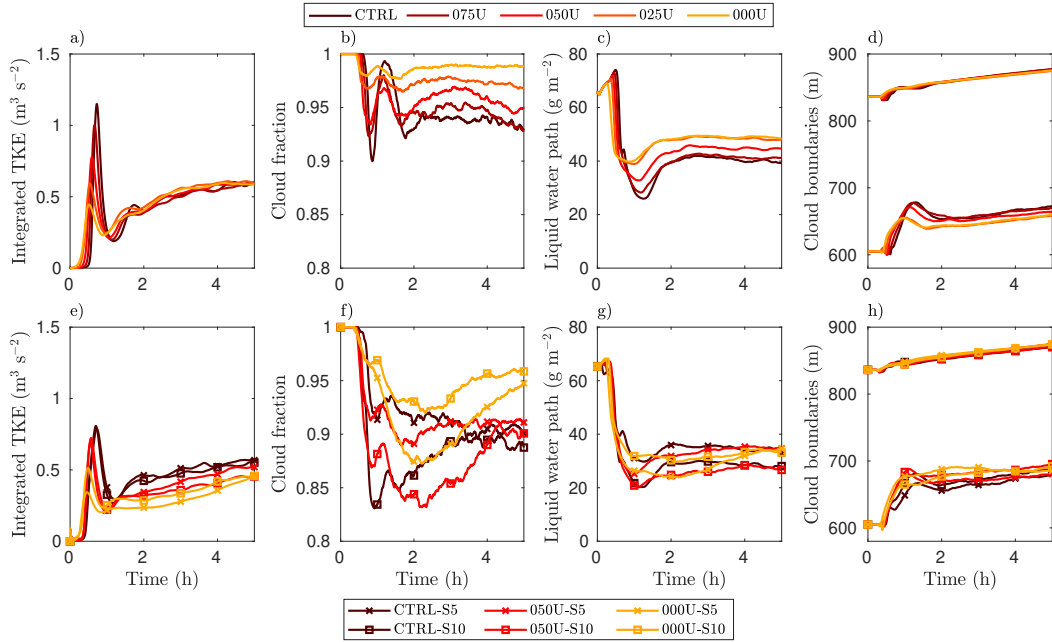 CTRL 075U 050U 025U 000U
a) b) c) d)
Integrated TKE (m³ s⁻²)
1.5
1
0.5
0
0 2 4
Cloud fraction
1
0.95
0.9
0.85
0.8
0 2 4
Liquid water path (g m⁻²)
80
60
40
20
0
0 2 4
Cloud boundaries (m)
900
800
700
600
0 2 4
e) f) g) h)
Integrated TKE (m³ s⁻²)
1.5
1
0.5
0
0 2 4
Time (h)
Cloud fraction
1
0.95
0.9
0.85
0.8
0 2 4
Time (h)
Liquid water path (g m⁻²)
80
60
40
20
0
0 2 4
Time (h)
Cloud boundaries (m)
900
800
700
600
0 2 4
Time (h)
CTRL-S5 050U-S5 000U-S5
CTRL-S10 050U-S10 000U-S10